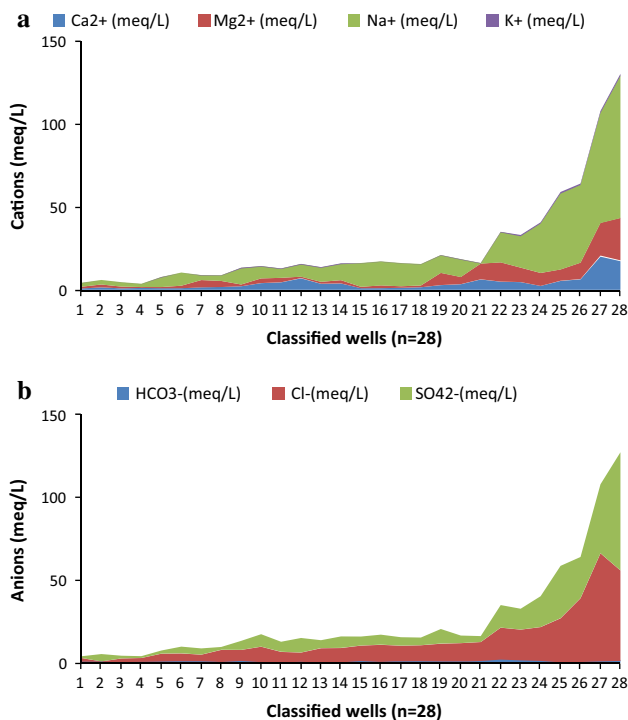 a
Ca2+ (meq/L) Mg2+ (meq/L) Na+ (meq/L) K+ (meq/L)
150
100
50
0
Cations (meq/L)
1 2 3 4 5 6 7 8 9 10 11 12 13 14 15 16 17 18 19 20 21 22 23 24 25 26 27 28
Classified wells (n=28)
b
HCO3-(meq/L) Cl-(meq/L) SO42-(meq/L)
150
100
50
0
Anions (meq/L)
1 2 3 4 5 6 7 8 9 10 11 12 13 14 15 16 17 18 19 20 21 22 23 24 25 26 27 28
Classified wells (n=28)